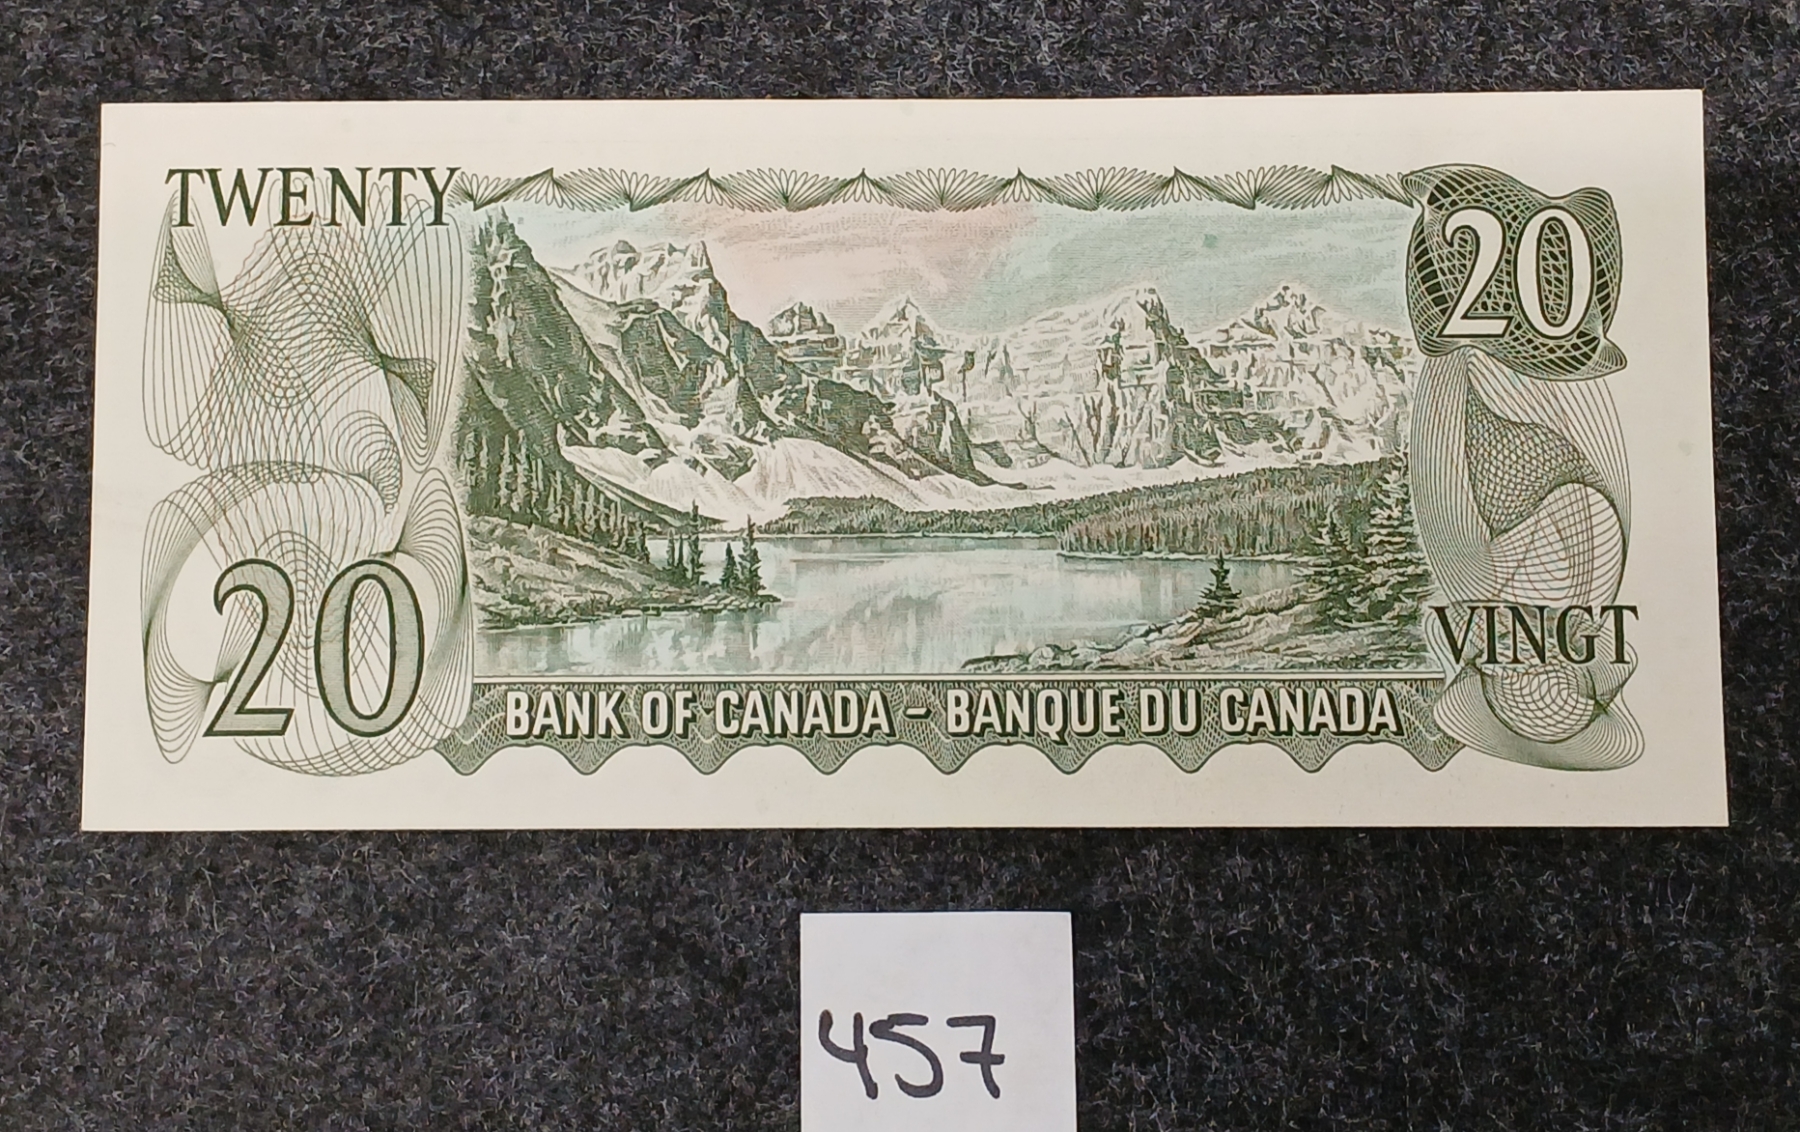 TWENTY
20
20
VINGT
BANK OF CANADA - BANQUE DU CANADA
457